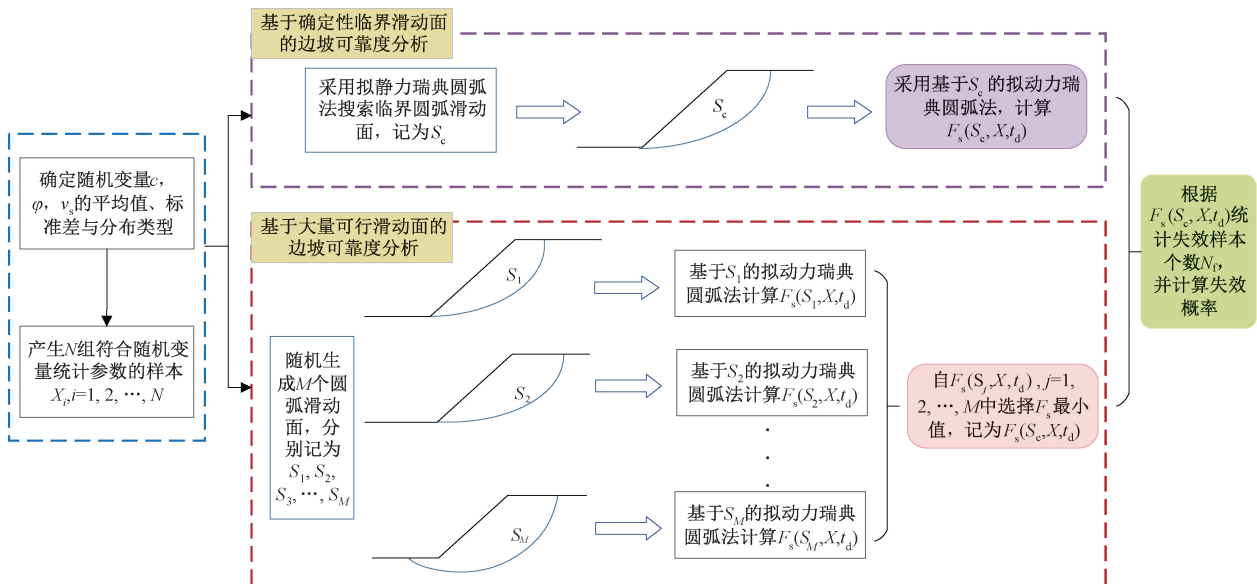 确定随机变量c,
φ, vs的平均值、标
准差与分布类型
产生N组符合随机变
量统计参数的样本
Xi,i=1, 2, …, N
基于确定性临界滑动面
的边坡可靠度分析
采用拟静力瑞典圆弧
法搜索临界圆弧滑动
面，记为Sc
Sc
采用基于Sc的拟动力瑞
典圆弧法，计算
Fs(Sc,X,td)
基于大量可行滑动面的
边坡可靠度分析
随机生
成M个圆
弧滑动
面，分
别记为
S1, S2,
S3, …, SM
S1
基于S1的拟动力瑞典
圆弧法计算Fs(S1,X,td)
S2
基于S2的拟动力瑞典
圆弧法计算Fs(S2,X,td)
SM
基于SM的拟动力瑞典
圆弧法计算Fs(SM,X,td)
自Fs(Sj,X,td) , j=1,
2, …, M中选择Fs最小
值，记为Fs(Sc,X,td)
根据
Fs(Sc,X,td)统
计失效样本
个数Nf,
并计算失效
概率